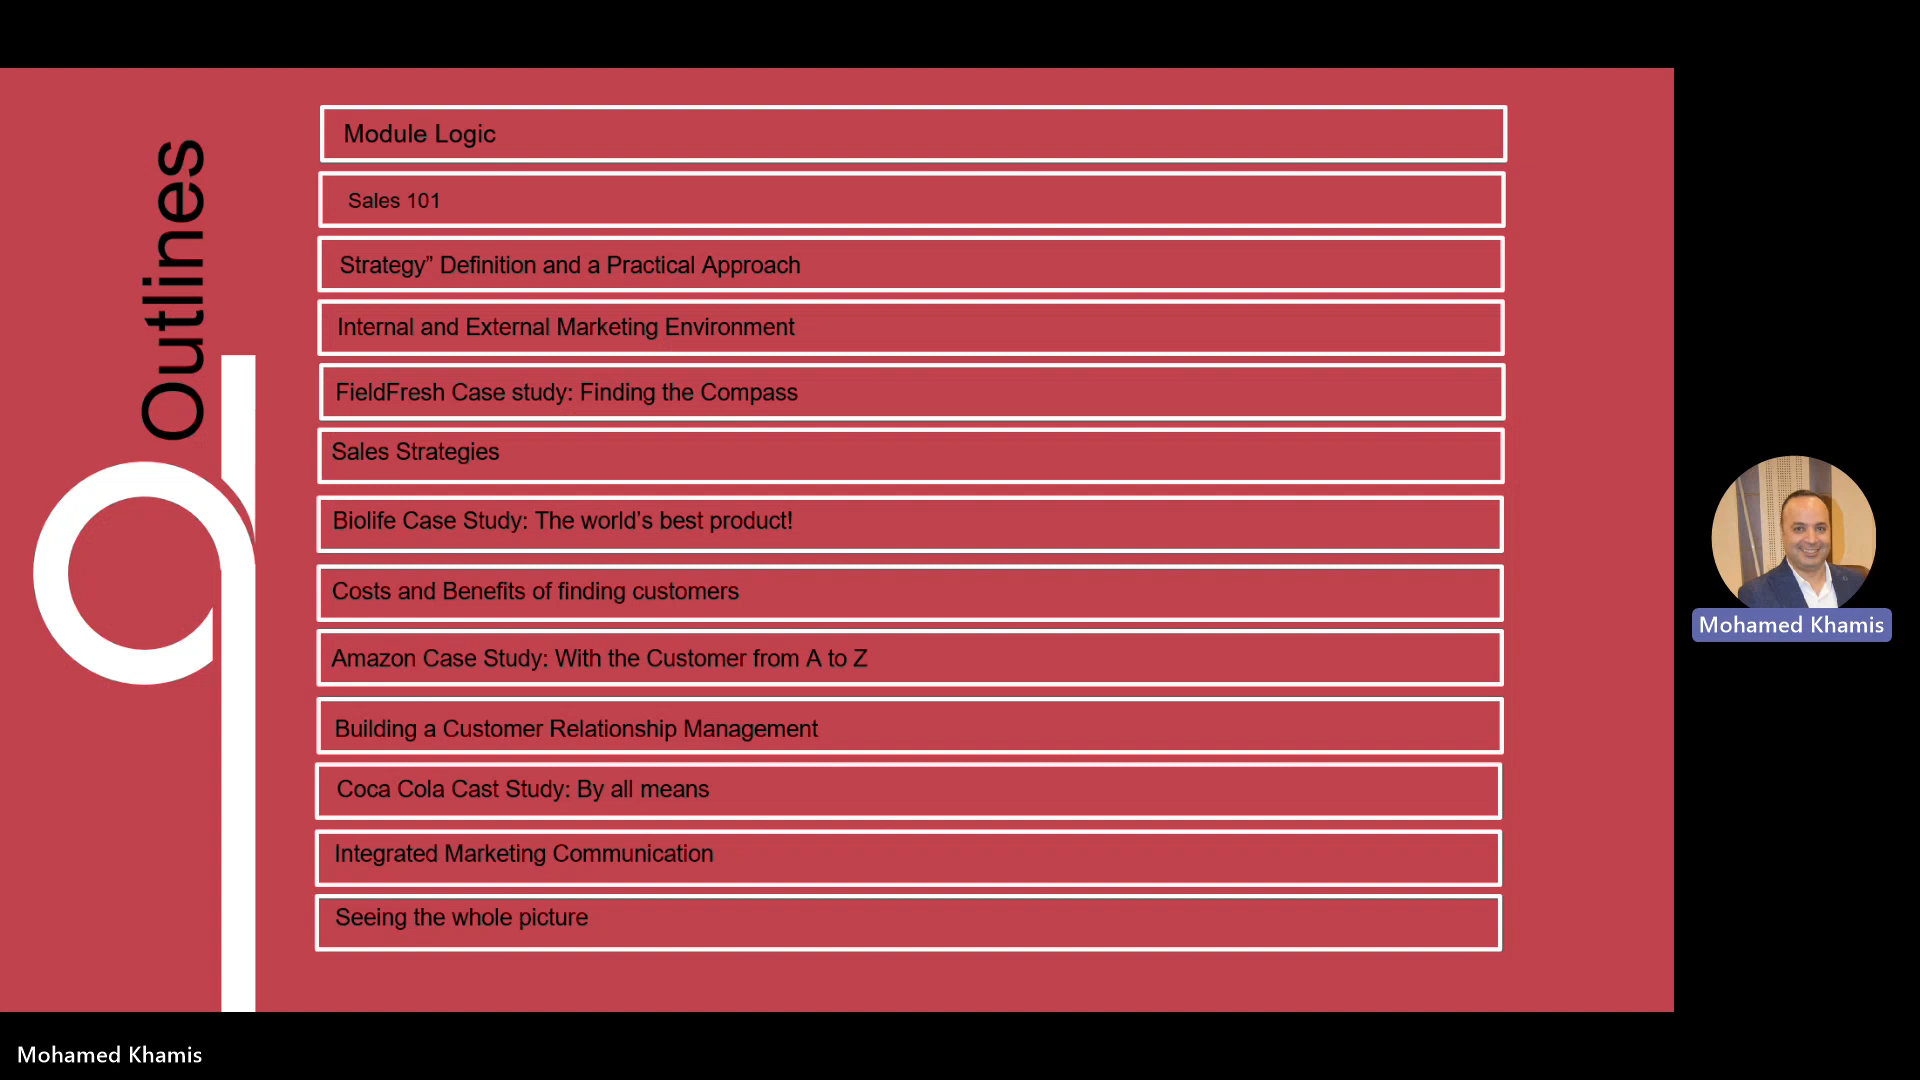 Outlines
Module Logic
Sales 101
Strategy” Definition and a Practical Approach
Internal and External Marketing Environment
FieldFresh Case study: Finding the Compass
Sales Strategies
Biolife Case Study: The world’s best product!
Costs and Benefits of finding customers
Amazon Case Study: With the Customer from A to Z
Building a Customer Relationship Management
Coca Cola Cast Study: By all means
Integrated Marketing Communication
Seeing the whole picture
Mohamed Khamis
Mohamed Khamis